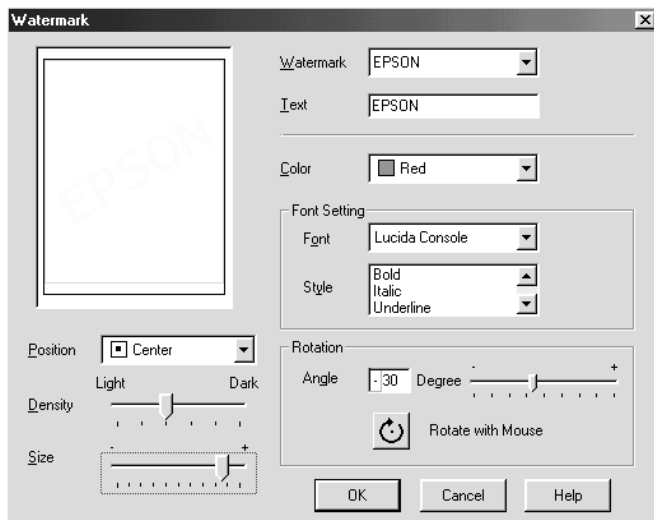 Watermark
EPSON
Watermark EPSON
Text EPSON
Color Red
Font Setting
Font Lucida Console
Style Bold
Italic
Underline
Position Center
Light Dark
Density
Size - +
Rotation
Angle - 30 Degree - +
Rotate with Mouse
OK Cancel Help